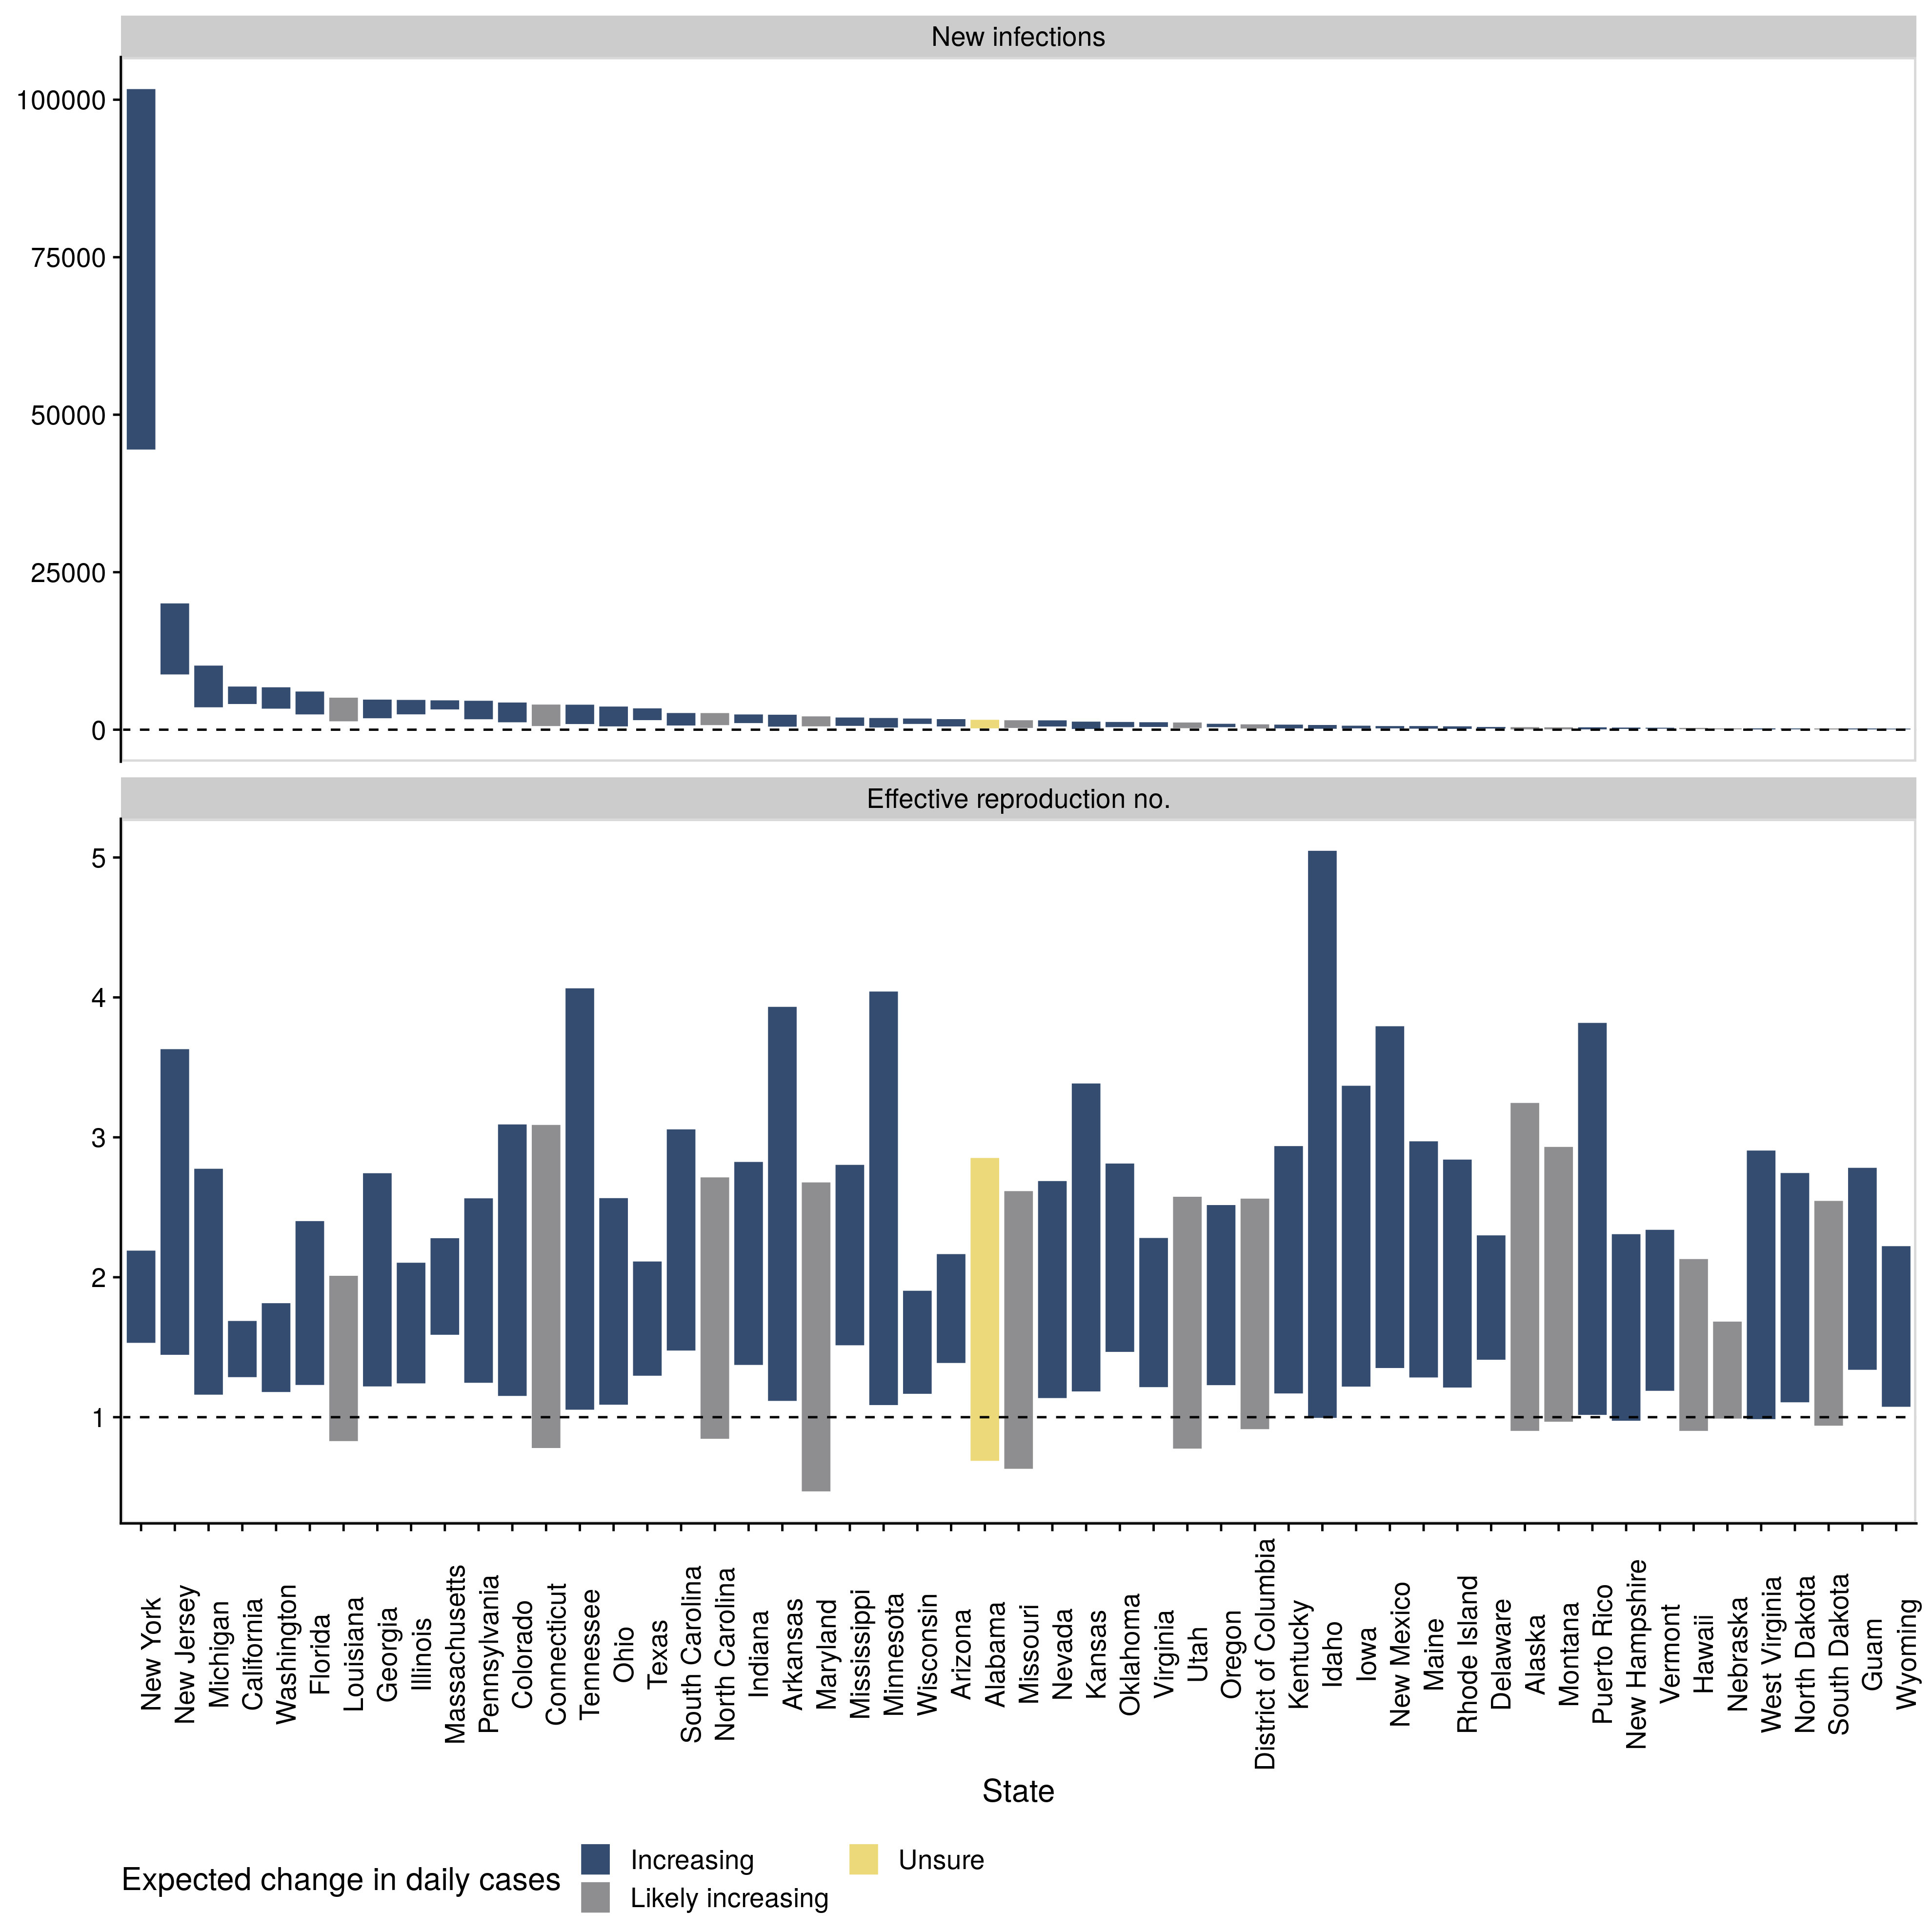 New infections
100000
75000
50000
25000
0
Effective reproduction no.
5
4
3
2
1
New York
New Jersey
Michigan
California
Washington
Florida
Louisiana
Georgia
Illinois
Massachusetts
Pennsylvania
Colorado
Connecticut
Tennessee
Ohio
Texas
South Carolina
North Carolina
Indiana
Arkansas
Maryland
Mississippi
Minnesota
Wisconsin
Arizona
Alabama
Missouri
Nevada
Kansas
Oklahoma
Virginia
Utah
Oregon
District of Columbia
Kentucky
Idaho
Iowa
New Mexico
Maine
Rhode Island
Delaware
Alaska
Montana
Puerto Rico
New Hampshire
Vermont
Hawaii
Nebraska
West Virginia
North Dakota
South Dakota
Guam
Wyoming
State
Expected change in daily cases
Increasing
Likely increasing
Unsure